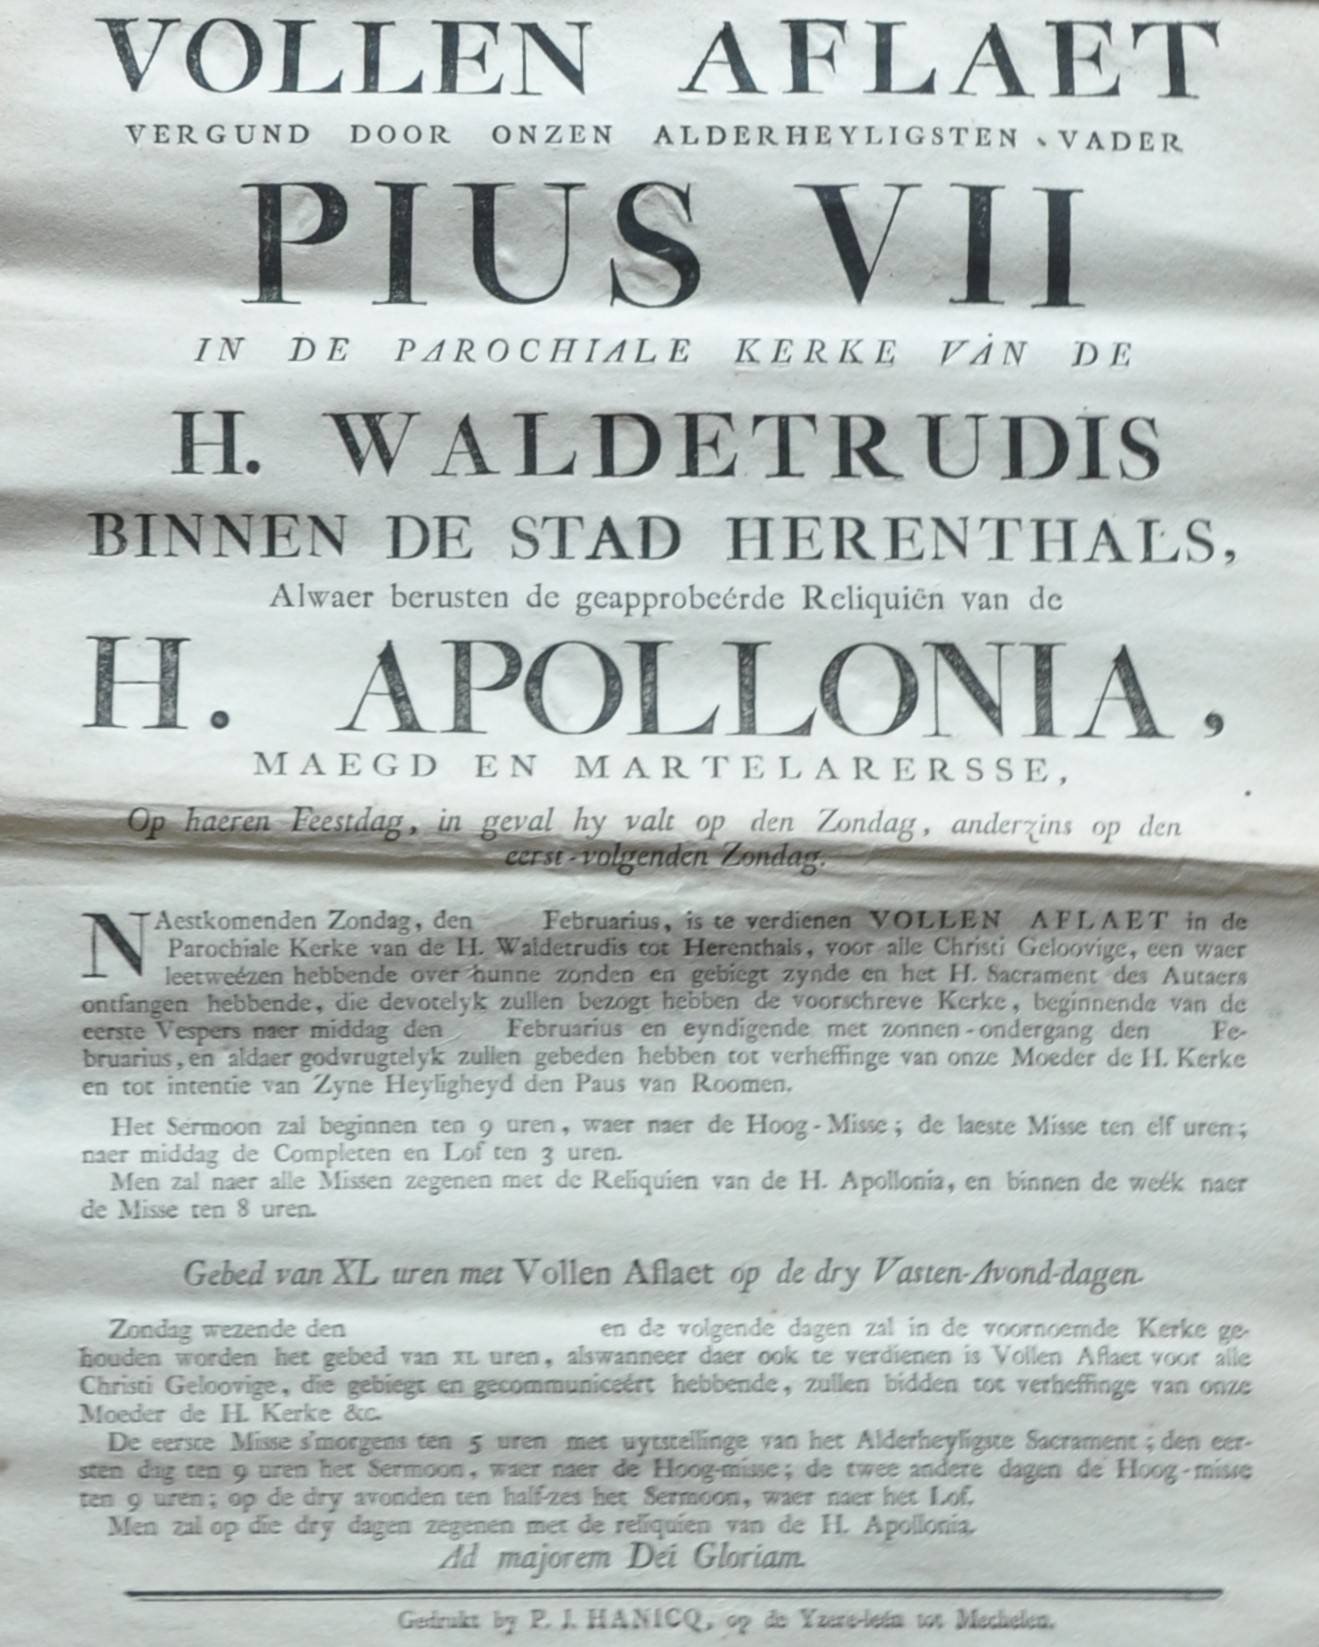 VOLLEN AFLAET
VERGUND DOOR ONZEN ALDERHEYLIGSTEN VADER
PIUS VII
IN DE PAROCHIALE KERKE VAN DE
H. WALDETRUDIS
BINNEN DE STAD HERENTHALS,
Alwaer berusten de geapprobeérde Reliquiën van de
H. APOLLONIA,
MAEGD EN MARTELARERSSE,
Op haeren Feestdag, in geval hy valt op den Zondag, anderzins op den
eerst-volgenden Zondag.
NAestkomenden Zondag, den Februarius, is te verdienen VOLLEN AFLAET in de
Parochiale Kerke van de H. Waldetrudis tot Herenthals, voor alle Christi Geloovige, een waer
leetweézen hebbende over hunne zonden en gebiegt zynde en het H. Sacrament des Autaers
ontfangen hebbende, die devotelyk zullen bezogt hebben de voorschreve Kerke, beginnende van de
eerste Vespers naer middag den Februarius en eyndigende met zonnen-ondergang den Fe-
bruarius, en aldaer godvrugtelyk zullen gebeden hebben tot verheffinge van onze Moeder de H. Kerke
en tot intentie van Zyne Heyligheyd den Paus van Roomen.
Het Sermoon zal beginnen ten 9 uren, waer naer de Hoog-Misse; de laeste Misse ten elf uren;
naer middag de Completen en Lof ten 3 uren.
Men zal naer alle Missen zegenen met de Reliquien van de H. Apollonia, en binnen de weék naer
de Misse ten 8 uren.
Gebed van XL uren met Vollen Aflaet op de dry Vasten-Avond-dagen.
Zondag wezende den en de volgende dagen zal in de voornoemde Kerke ge-
houden worden het gebed van XL uren, alswanneer daer ook te verdienen is Vollen Aflaet voor alle
Christi Geloovige, die gebiegt en gecommuniceért hebbende, zullen bidden tot verheffinge van onze
Moeder de H. Kerke &c.
De eerste Misse s'morgens ten 5 uren met uytstellinge van het Alderheyligste Sacrament; den eer-
sten dag ten 9 uren het Sermoon, waer naer de Hoog-misse; de twee andere dagen de Hoog-misse
ten 9 uren; op de dry avonden ten half-zes het Sermoon, waer naer het Lof.
Men zal op die dry dagen zegenen met de reliquien van de H. Apollonia.
Ad majorem Dei Gloriam.
Gedrukt by P. J. HANICQ, op de Yzere-leén tot Mechelen.